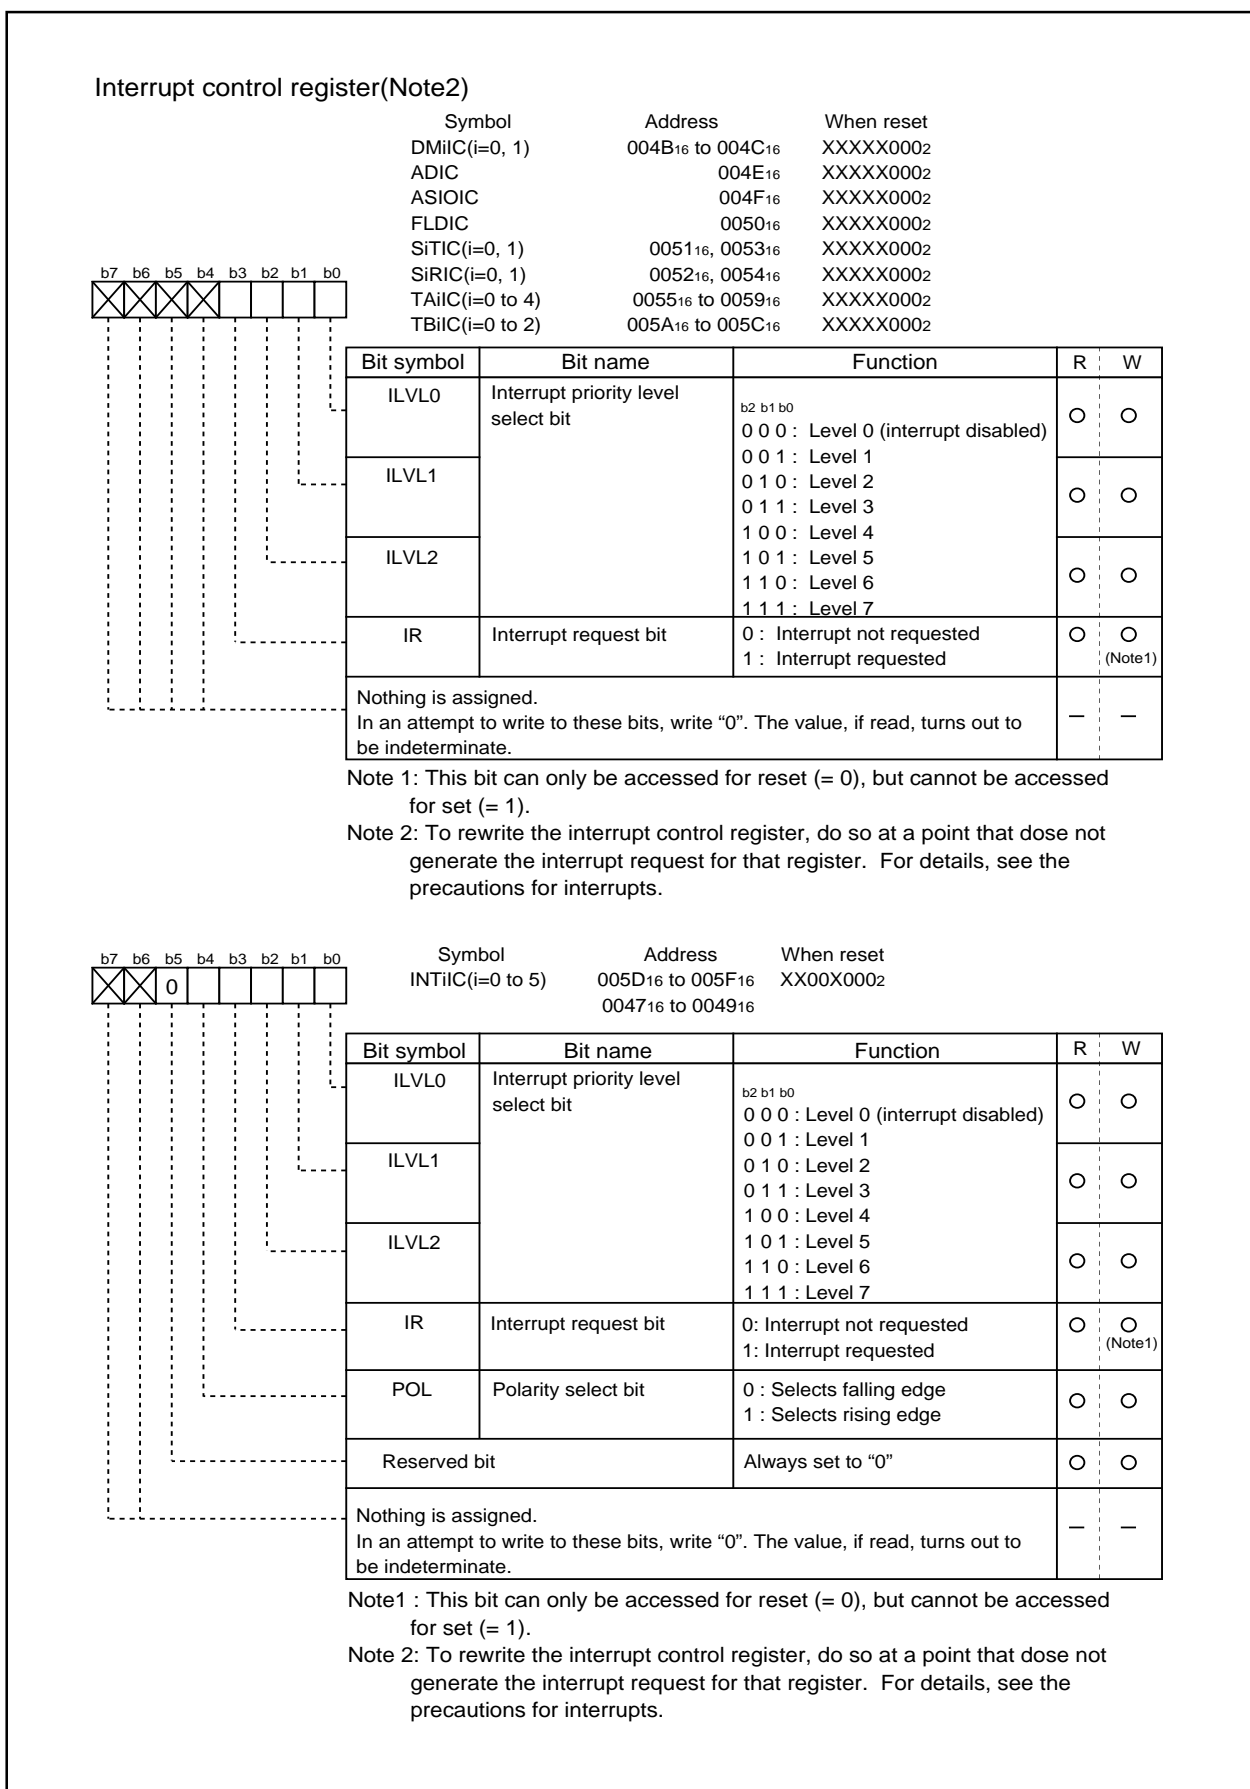 Interrupt control register(Note2)
Symbol Address When reset
DMiIC(i=0, 1) 004B16 to 004C16 XXXXX0002
ADIC 004E16 XXXXX0002
ASIOIC 004F16 XXXXX0002
FLDIC 005016 XXXXX0002
SiTIC(i=0, 1) 005116, 005316 XXXXX0002
SiRIC(i=0, 1) 005216, 005416 XXXXX0002
TAiIC(i=0 to 4) 005516 to 005916 XXXXX0002
TBiIC(i=0 to 2) 005A16 to 005C16 XXXXX0002
b7 b6 b5 b4 b3 b2 b1 b0
Bit symbol Bit name Function R W
ILVL0 Interrupt priority level
select bit
b2 b1 b0
0 0 0 : Level 0 (interrupt disabled)
0 0 1 : Level 1
ILVL1 0 1 0 : Level 2
0 1 1 : Level 3
1 0 0 : Level 4
ILVL2 1 0 1 : Level 5
1 1 0 : Level 6
1 1 1 : Level 7
IR Interrupt request bit 0 : Interrupt not requested
1 : Interrupt requested (Note1)
Nothing is assigned.
In an attempt to write to these bits, write “0”. The value, if read, turns out to
be indeterminate.
Note 1: This bit can only be accessed for reset (= 0), but cannot be accessed
for set (= 1).
Note 2: To rewrite the interrupt control register, do so at a point that dose not
generate the interrupt request for that register. For details, see the
precautions for interrupts.
Symbol Address When reset
INTiIC(i=0 to 5) 005D16 to 005F16 XX00X0002
004716 to 004916
b7 b6 b5 b4 b3 b2 b1 b0
0
Bit symbol Bit name Function R W
ILVL0 Interrupt priority level
select bit
b2 b1 b0
0 0 0 : Level 0 (interrupt disabled)
0 0 1 : Level 1
ILVL1 0 1 0 : Level 2
0 1 1 : Level 3
1 0 0 : Level 4
ILVL2 1 0 1 : Level 5
1 1 0 : Level 6
1 1 1 : Level 7
IR Interrupt request bit 0: Interrupt not requested
1: Interrupt requested (Note1)
POL Polarity select bit 0 : Selects falling edge
1 : Selects rising edge
Reserved bit Always set to “0”
Nothing is assigned.
In an attempt to write to these bits, write “0”. The value, if read, turns out to
be indeterminate.
Note1 : This bit can only be accessed for reset (= 0), but cannot be accessed
for set (= 1).
Note 2: To rewrite the interrupt control register, do so at a point that dose not
generate the interrupt request for that register. For details, see the
precautions for interrupts.